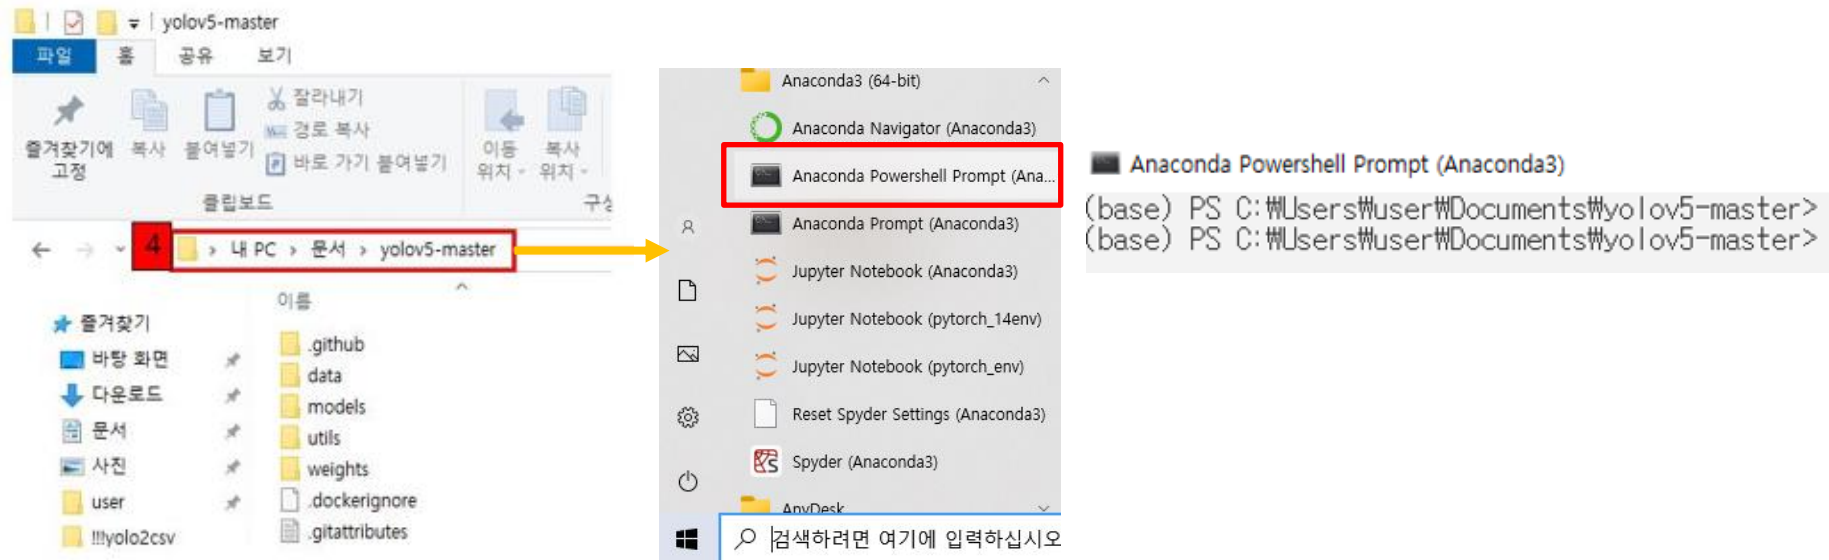 yolov5-master
파일 홈 공유 보기
즐겨찾기에 고정
복사
붙여넣기
잘라내기
경로 복사
바로 가기 붙여넣기
이동 위치
복사 위치
클립보드
구성
4
내 PC > 문서 > yolov5-master
이름
즐겨찾기
바탕 화면
다운로드
문서
사진
user
!!!yolo2csv
.github
data
models
utils
weights
.dockerignore
.gitattributes
Anaconda3 (64-bit)
Anaconda Navigator (Anaconda3)
Anaconda Powershell Prompt (Ana...
Anaconda Prompt (Anaconda3)
Jupyter Notebook (Anaconda3)
Jupyter Notebook (pytorch_14env)
Jupyter Notebook (pytorch_env)
Reset Spyder Settings (Anaconda3)
Spyder (Anaconda3)
AnyDesk
검색하려면 여기에 입력하십시오
Anaconda Powershell Prompt (Anaconda3)
(base) PS C:₩Users₩user₩Documents₩yolov5-master>
(base) PS C:₩Users₩user₩Documents₩yolov5-master>